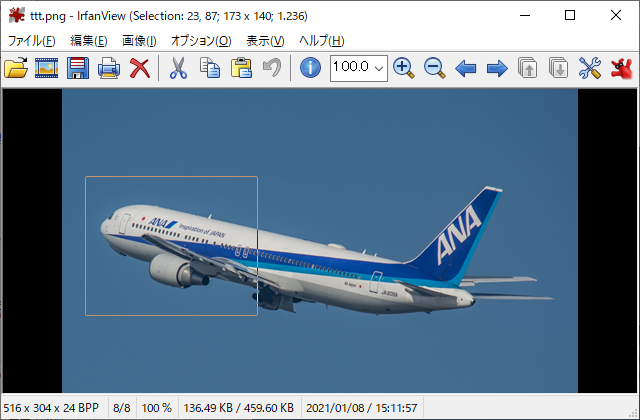 ttt.png - IrfanView (Selection: 23, 87; 173 x 140; 1.236)
ファイル(F) 編集(E) 画像(I) オプション(O) 表示(V) ヘルプ(H)
100.0
ANA Inspiration of JAPAN
ANA
516 x 304 x 24 BPP 8/8 100 % 136.49 KB / 459.60 KB 2021/01/08 / 15:11:57